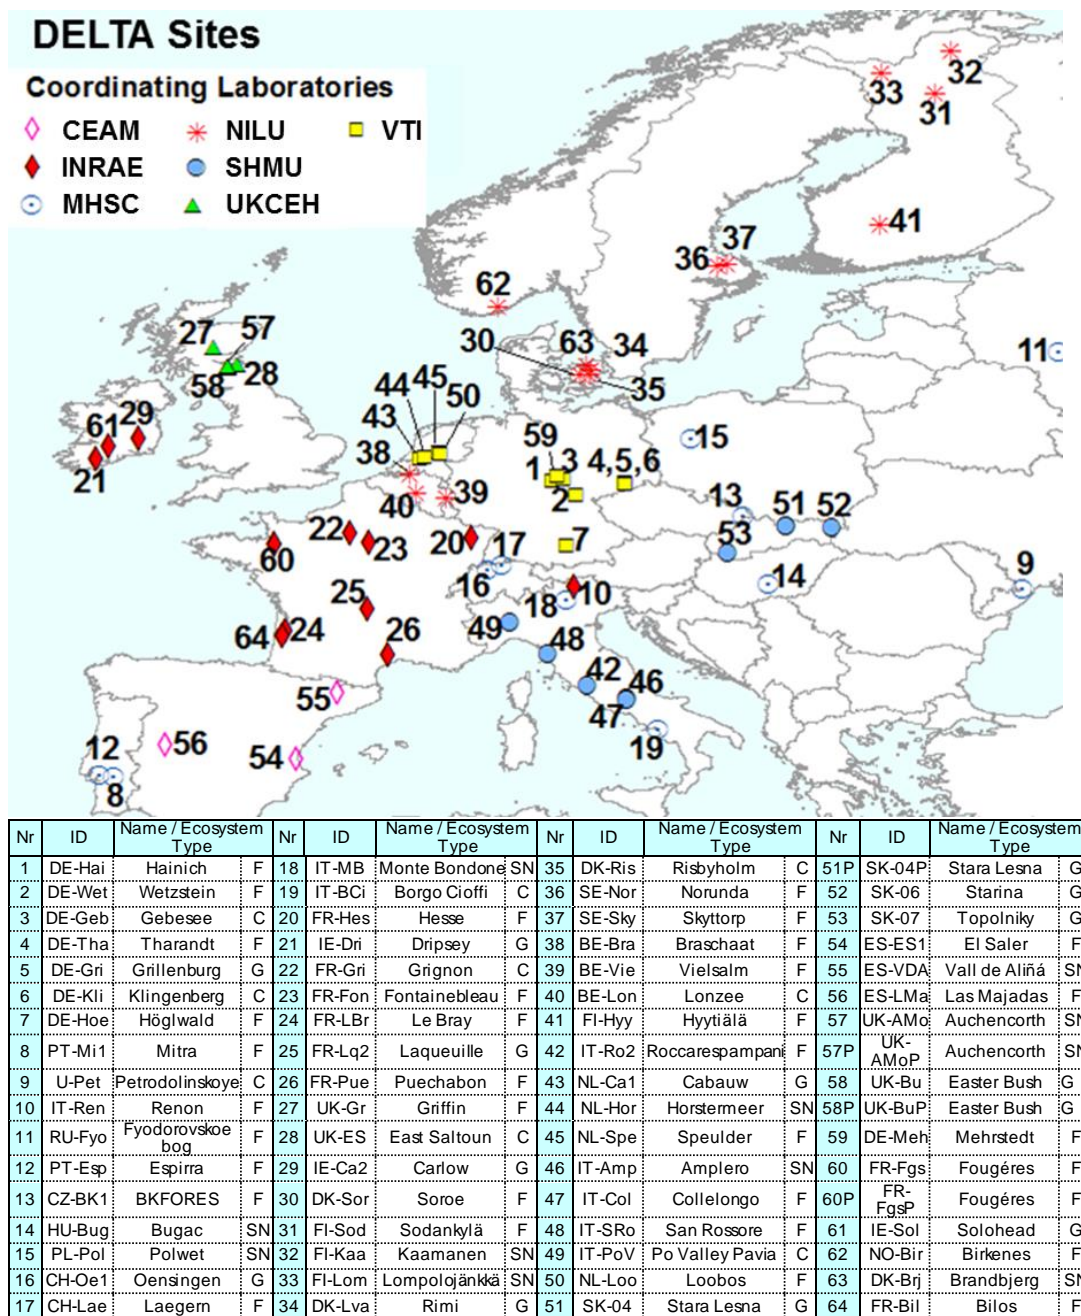 DELTA Sites
Coordinating Laboratories
CEAM NILU VTI
INRAE SHMU
MHSC UKCEH
32
33
31
41
37
36
62
27 57
30 63 34
11
58 28
35
44 45 50
43
61 29
59
15
38
1 3 4,5,6
21
2
40 39
13 51 52
22
53
23 20
7
17
60
9
16
14
25
10
18
64 24
26
49
48
42
46
55
47
12
56
54
19
8
Nr ID Name / Ecosystem Type Nr ID Name / Ecosystem Type Nr ID Name / Ecosystem Type Nr ID Name / Ecosystem Type
1 DE-Hai Hainich F 18 IT-MB Monte Bondone SN 35 DK-Ris Risbyholm C 51P SK-04P Stara Lesna G
2 DE-Wet Wetzstein F 19 IT-BCi Borgo Cioffi C 36 SE-Nor Norunda F 52 SK-06 Starina G
3 DE-Geb Gebesee C 20 FR-Hes Hesse F 37 SE-Sky Skyttorp F 53 SK-07 Topolniky G
4 DE-Tha Tharandt F 21 IE-Dri Dripsey G 38 BE-Bra Braschaat F 54 ES-ES1 El Saler F
5 DE-Gri Grillenburg G 22 FR-Gri Grignon C 39 BE-Vie Vielsalm F 55 ES-VDA Vall de Aliñá SN
6 DE-Kli Klingenberg C 23 FR-Fon Fontainebleau F 40 BE-Lon Lonzee C 56 ES-LMa Las Majadas F
7 DE-Hoe Höglwald F 24 FR-LBr Le Bray F 41 FI-Hyy Hyytiälä F 57 UK-AMo Auchencorth SN
8 PT-Mi1 Mitra F 25 FR-Lq2 Laqueuille G 42 IT-Ro2 Roccarespampani F 57P UK-AMoP Auchencorth SN
9 U-Pet Petrodolinskoye C 26 FR-Pue Puechabon F 43 NL-Ca1 Cabauw G 58 UK-Bu Easter Bush G
10 IT-Ren Renon F 27 UK-Gr Griffin F 44 NL-Hor Horstermeer SN 58P UK-BuP Easter Bush G
11 RU-Fyo Fyodorovskoe bog F 28 UK-ES East Saltoun C 45 NL-Spe Speulder F 59 DE-Meh Mehrstedt F
12 PT-Esp Espirra F 29 IE-Ca2 Carlow G 46 IT-Amp Amplero SN 60 FR-Fgs Fougéres F
13 CZ-BK1 BKFORES F 30 DK-Sor Soroe F 47 IT-Col Collelongo F 60P FR-FgsP Fougéres F
14 HU-Bug Bugac SN 31 FI-Sod Sodankylä F 48 IT-SRo San Rossore F 61 IE-Sol Solohead G
15 PL-Pol Polwet SN 32 FI-Kaa Kaamanen SN 49 IT-PoV Po Valley Pavia C 62 NO-Bir Birkenes F
16 CH-Oe1 Oensingen G 33 FI-Lom Lompolojänkkä SN 50 NL-Loo Loobos F 63 DK-Brj Brandbjerg SN
17 CH-Lae Laegern F 34 DK-Lva Rimi G 51 SK-04 Stara Lesna G 64 FR-Bil Bilos F